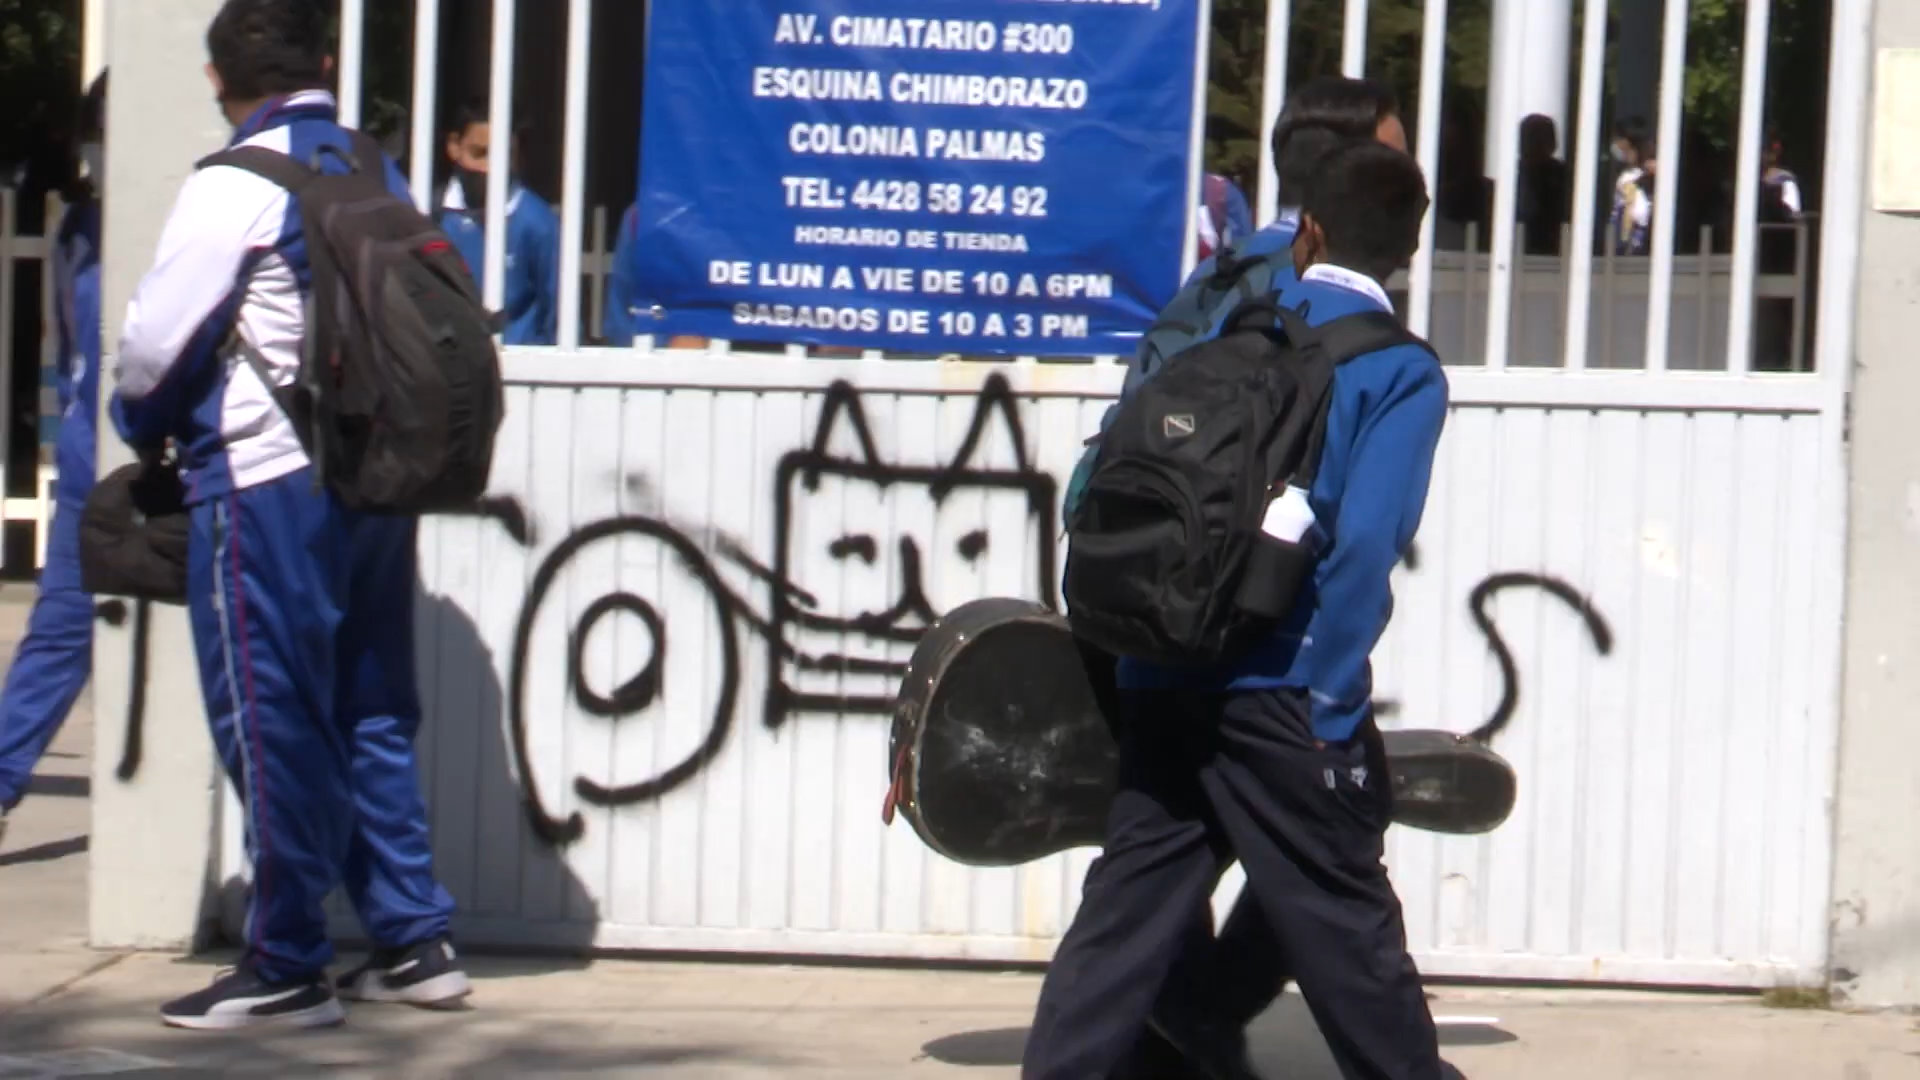 AV. CIMATARIO #300
ESQUINA CHIMBORAZO
COLONIA PALMAS
TEL: 4428 58 24 92
HORARIO DE TIENDA
DE LUN A VIE DE 10 A 6PM
SABADOS DE 10 A 3 PM